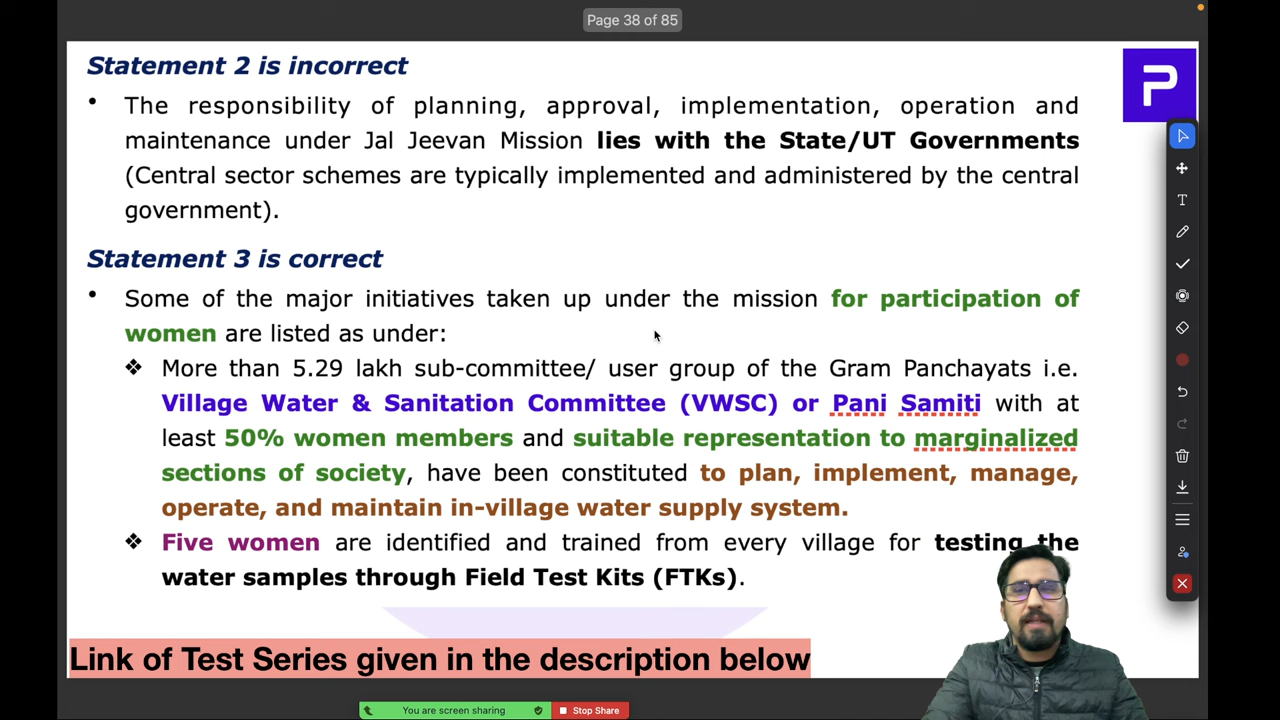 Page 38 of 85
Statement 2 is incorrect
• The responsibility of planning, approval, implementation, operation and
maintenance under Jal Jeevan Mission lies with the State/UT Governments
(Central sector schemes are typically implemented and administered by the central
government).
Statement 3 is correct
• Some of the major initiatives taken up under the mission for participation of
women are listed as under:
❖ More than 5.29 lakh sub-committee/ user group of the Gram Panchayats i.e.
Village Water & Sanitation Committee (VWSC) or Pani Samiti with at
least 50% women members and suitable representation to marginalized
sections of society, have been constituted to plan, implement, manage,
operate, and maintain in-village water supply system.
❖ Five women are identified and trained from every village for testing the
water samples through Field Test Kits (FTKs).
Link of Test Series given in the description below
You are screen sharing
Stop Share